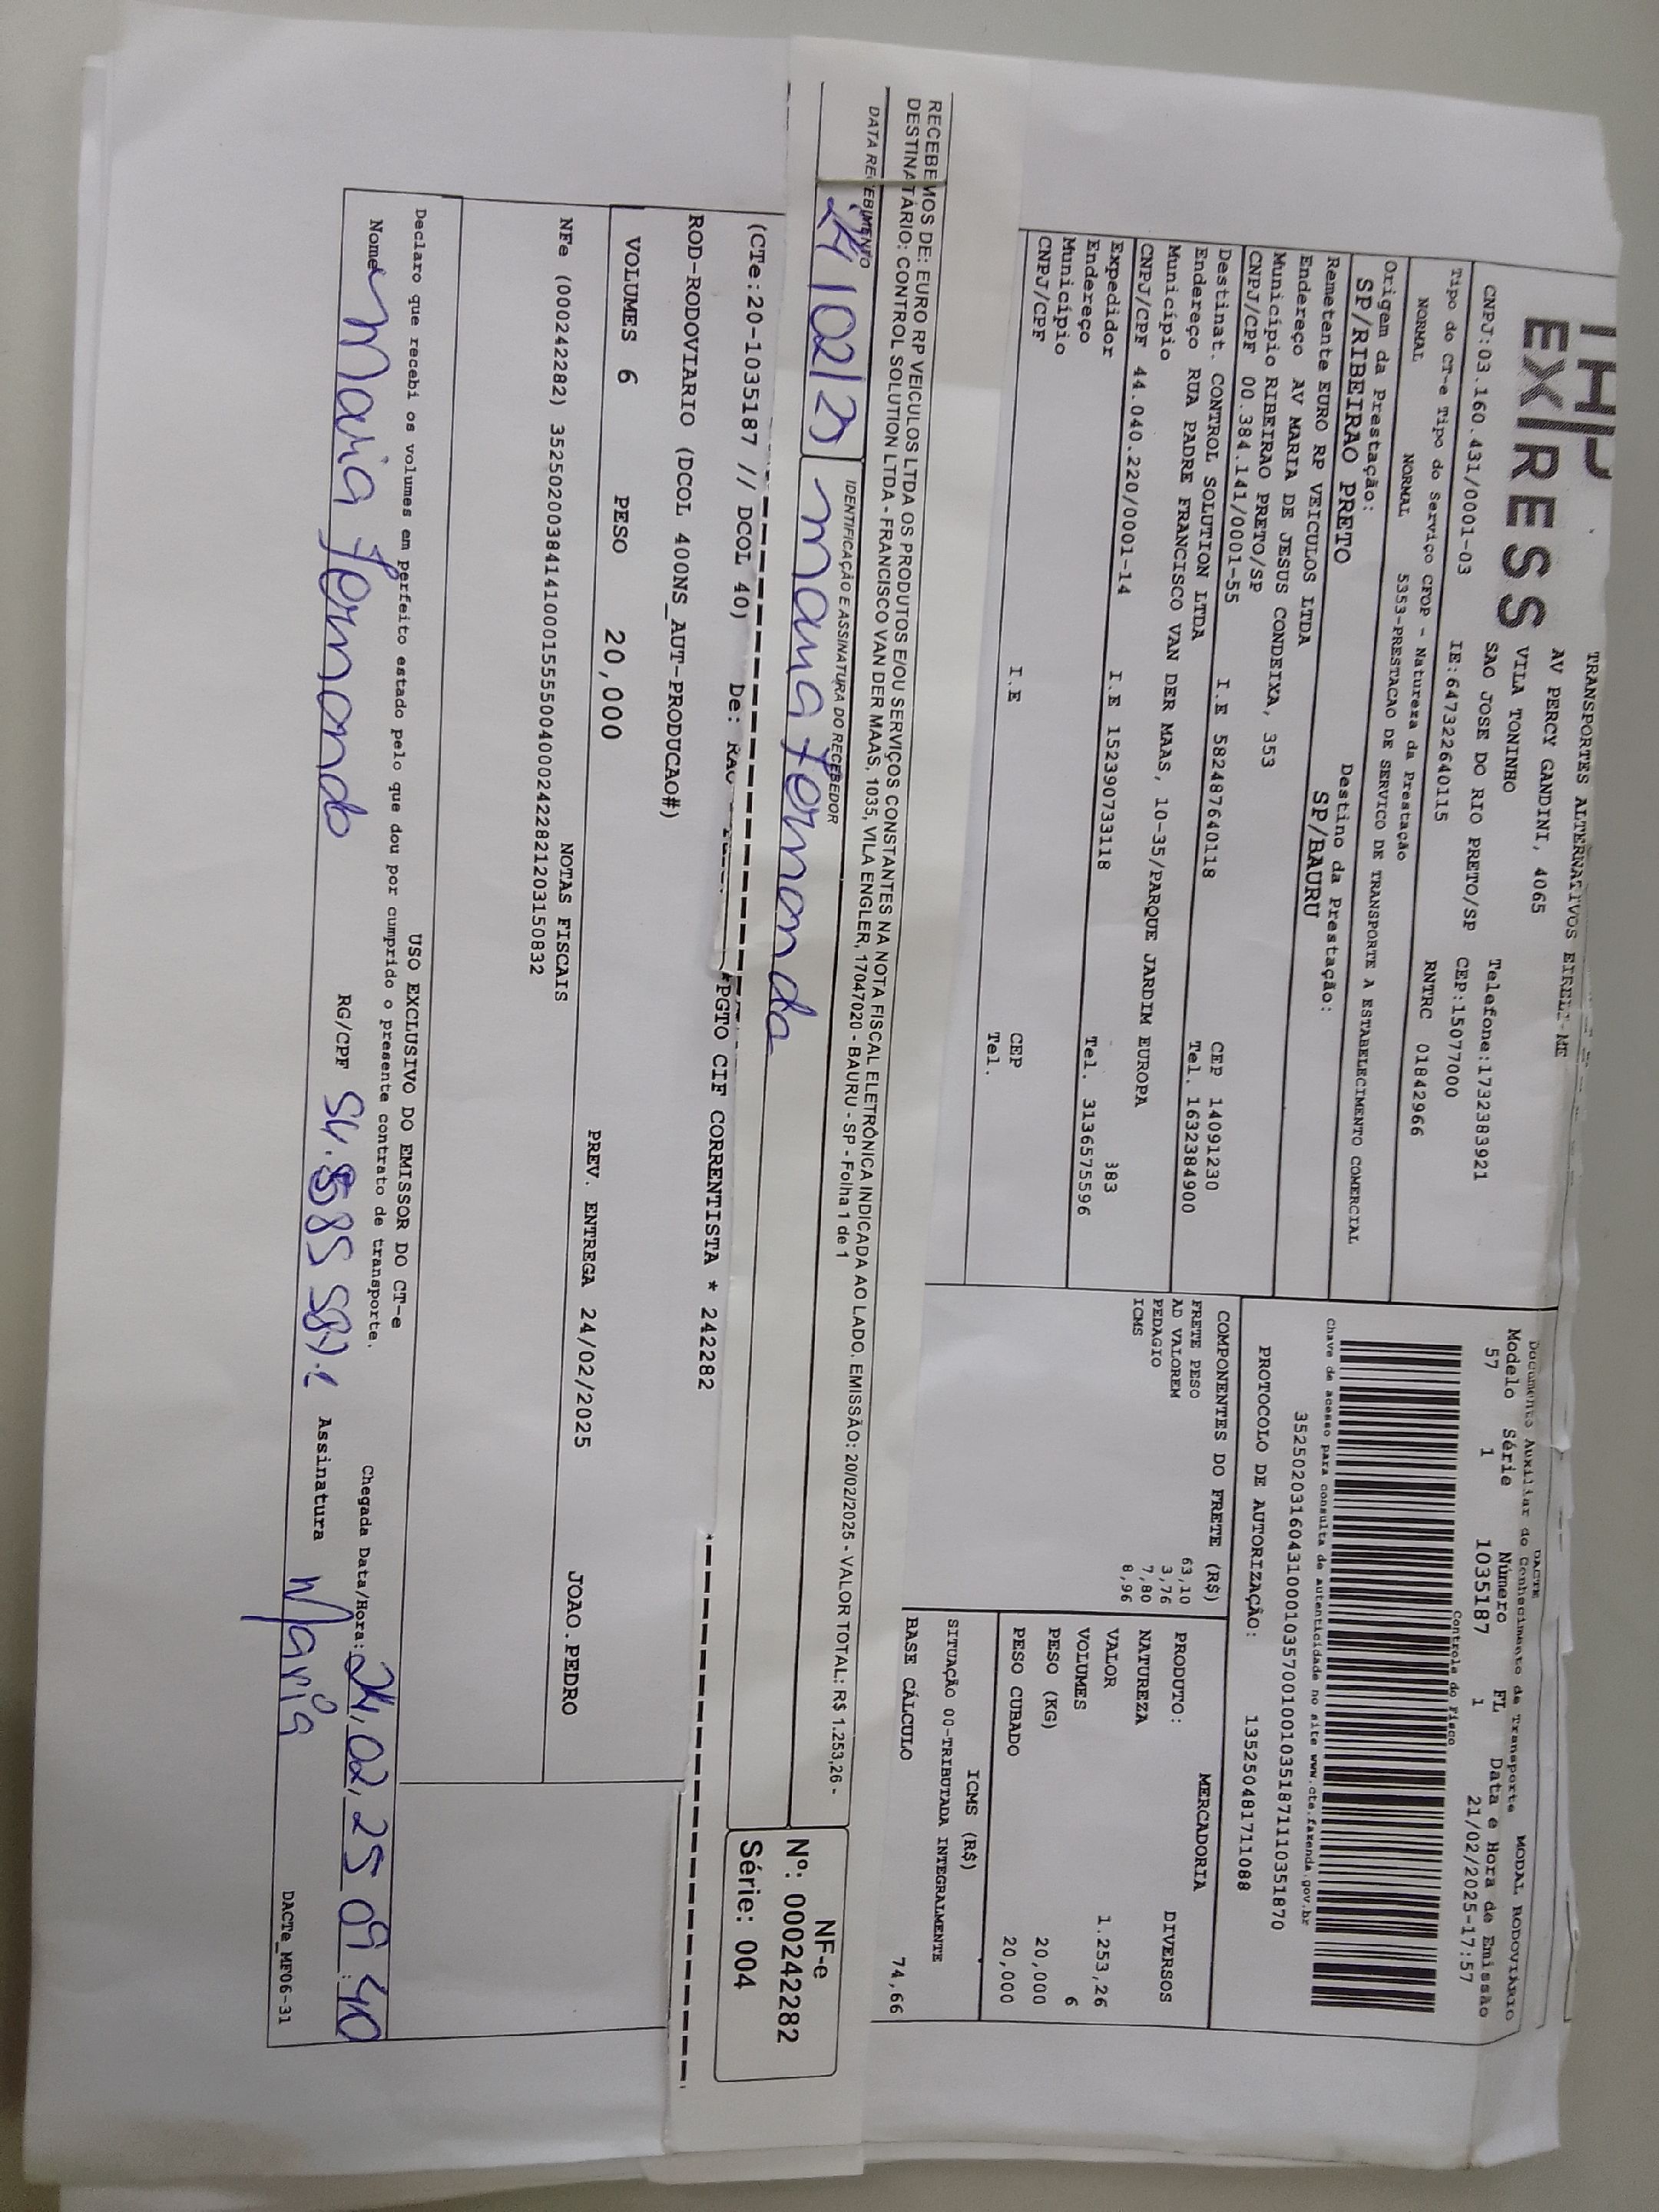 THP
EXPRESS
TRANSPORTES ALTERNATIVOS EIRELI-ME
AV PERCY GANDINI, 4065
VILA TONINHO
SAO JOSE DO RIO PRETO/SP
Telefone:1732383921
CNPJ:03.160.431/0001-03
IE:647322640115
CEP:15077000
Tipo do CT-e Tipo do Serviço CFOP - Natureza da Prestação
RNTRC 01842966
NORMAL NORMAL 5353-PRESTACAO DE SERVICO DE TRANSPORTE A ESTABELECIMENTO COMERCIAL
Origem da Prestação:
Destino da Prestação:
SP/RIBEIRAO PRETO
SP/BAURU
Remetente EURO RP VEICULOS LTDA
Endereço AV MARIA DE JESUS CONDEIXA, 353
Município RIBEIRAO PRETO/SP
CEP 14091230
CNPJ/CPF 00.384.141/0001-55
I.E 582487640118
Tel. 1632384900
Destinat. CONTROL SOLUTION LTDA
Endereço RUA PADRE FRANCISCO VAN DER MAAS, 10-35/PARQUE JARDIM EUROPA
Município
383
CNPJ/CPF 44.040.220/0001-14
I.E 152390733118
Tel. 3136575596
Expedidor
Endereço
Município
CEP
CNPJ/CPF
I.E
Tel.
DACTE
Documento Auxiliar do Conhecimento de Transporte
MODAL RODOVIÁRIO
Modelo Série Número FL Data e Hora de Emissão
57 1 1035187 1 21/02/2025-17:57
Controle do Fisco
Chave de acesso para consulta de autenticidade no site www.cte.fazenda.gov.br
35250203160431000103570010010351871110351870
PROTOCOLO DE AUTORIZAÇÃO: 135250481711088
COMPONENTES DO FRETE (R$)
FRETE PESO 63,10
AD VALOREM 3,76
PEDAGIO 7,80
ICMS 8,96
MERCADORIA
PRODUTO: DIVERSOS
NATUREZA
VALOR 1.253,26
VOLUMES 6
PESO (KG) 20,000
PESO CUBADO 20,000
ICMS (R$)
SITUAÇÃO 00-TRIBUTADA INTEGRALMENTE
BASE CÁLCULO 74,66
RECEBEMOS DE: EURO RP VEICULOS LTDA OS PRODUTOS E/OU SERVIÇOS CONSTANTES NA NOTA FISCAL ELETRÔNICA INDICADA AO LADO. EMISSÃO: 20/02/2025 - VALOR TOTAL: R$ 1.253,26 -
DESTINATÁRIO: CONTROL SOLUTION LTDA - FRANCISCO VAN DER MAAS, 1035, VILA ENGLER, 17047020 - BAURU - SP - Folha 1 de 1
DATA RECEBIMENTO
24/02/25
IDENTIFICAÇÃO E ASSINATURA DO RECEBEDOR
Maria Fernanda
NF-e
Nº: 000242282
Série: 004
(CTe:20-1035187 // DCOL 40) De: RAO
*PGTO CIF CORRENTISTA * 242282
ROD-RODOVIARIO (DCOL 400NS_AUT-PRODUCAO#)
VOLUMES 6 PESO 20,000
PREV. ENTREGA 24/02/2025
JOAO.PEDRO
NOTAS FISCAIS
NFe (000242282) 35250200384141000155550040002422821203150832
USO EXCLUSIVO DO EMISSOR DO CT-e
Declaro que recebi os volumes em perfeito estado pelo que dou por cumprido o presente contrato de transporte.
Chegada Data/Hora: 24,02,25 09:40
Nome Maria Fernanda
RG/CPF
Assinatura Maria
DACTe_MF06-31